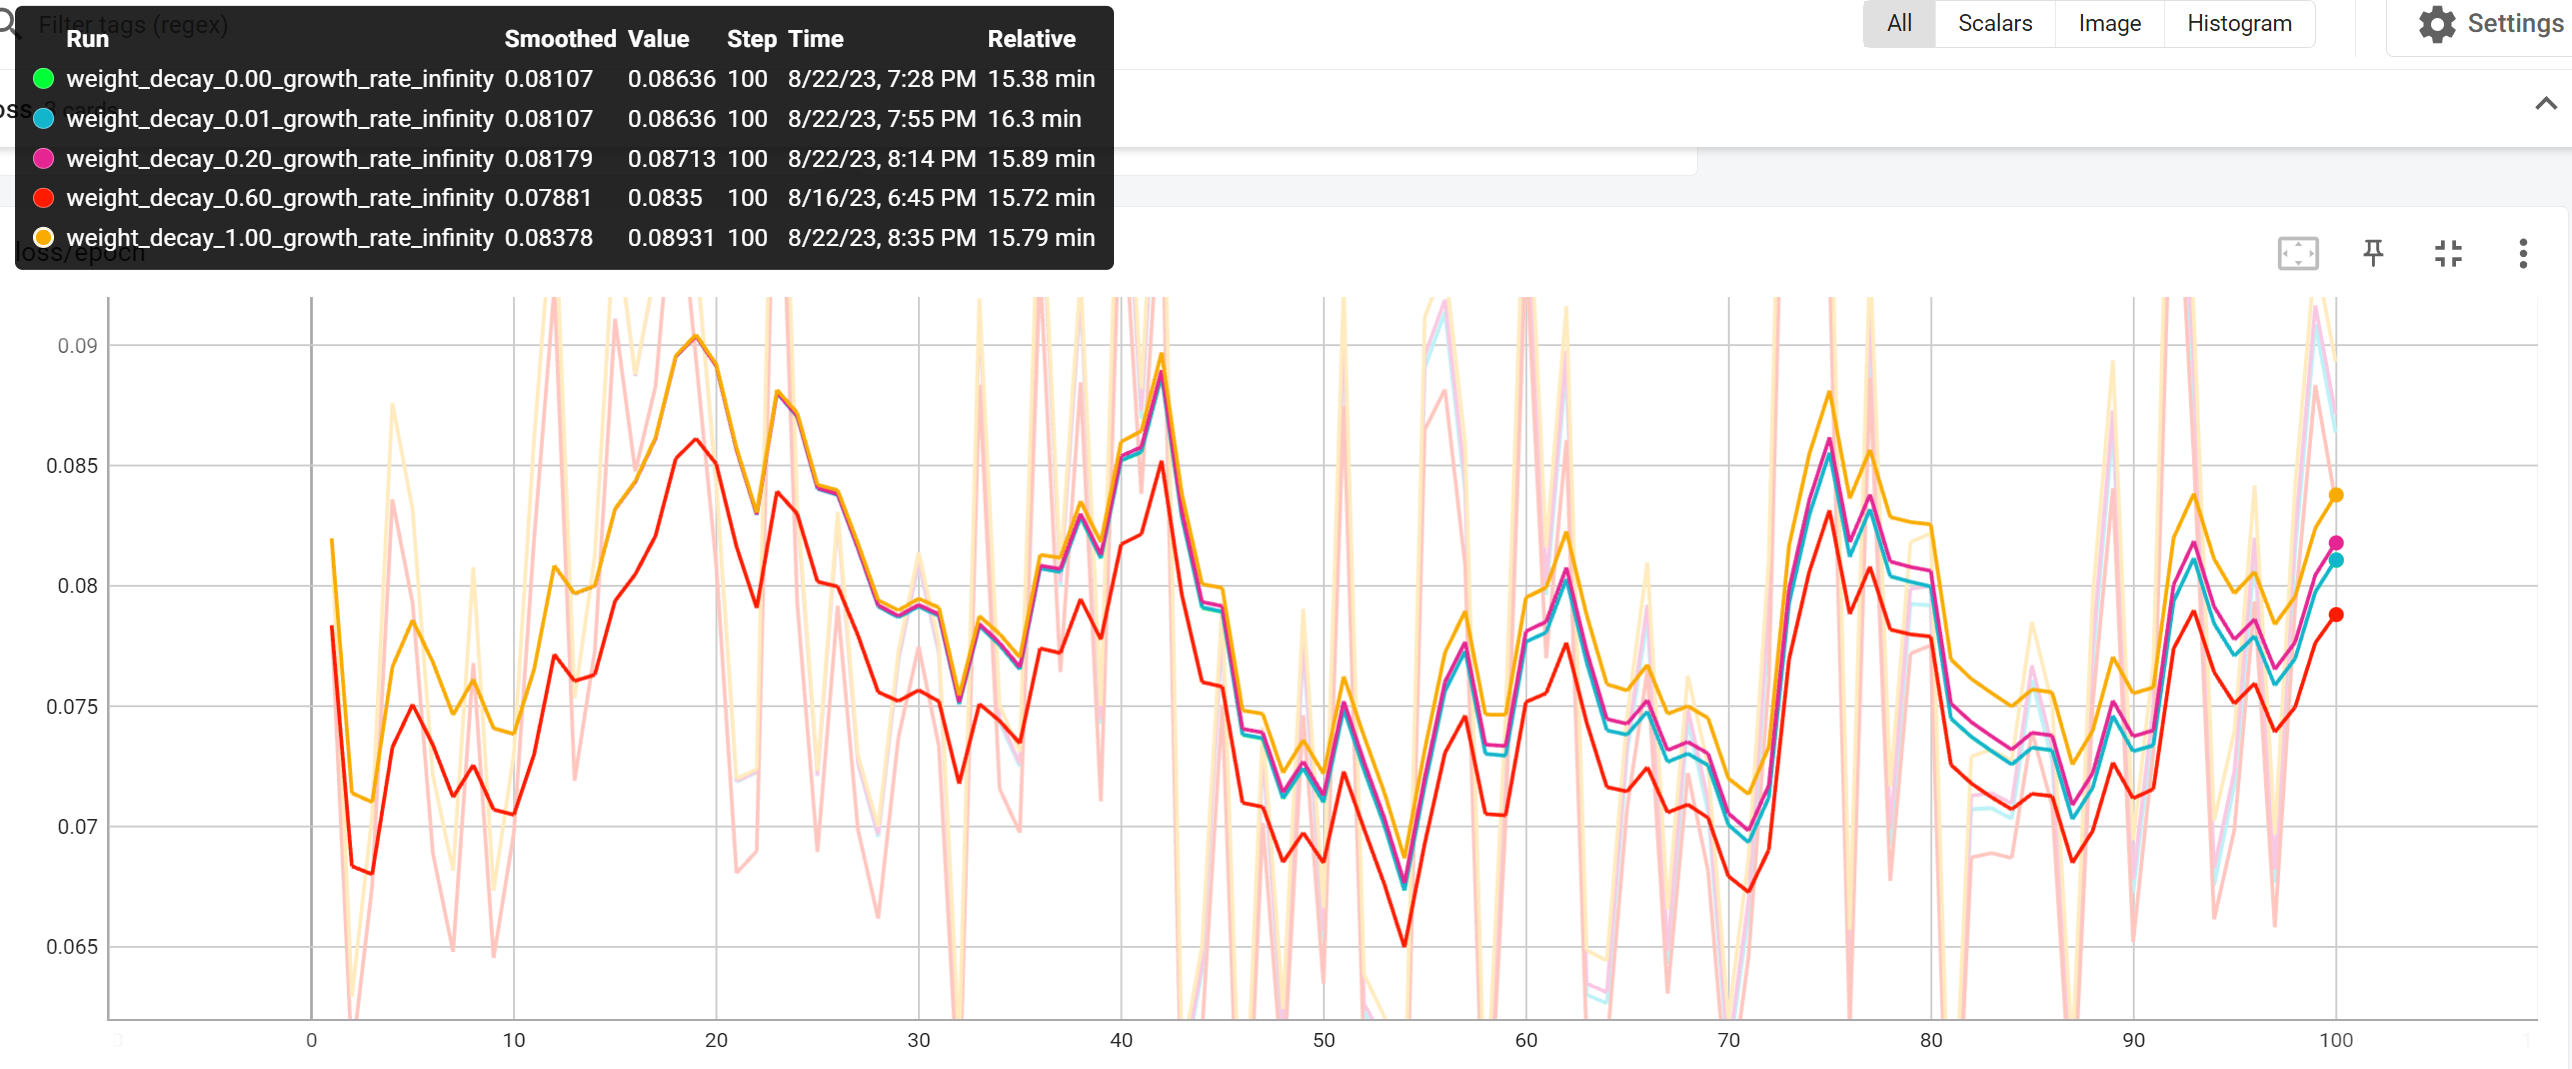 Filter tags (regex)
All Scalars Image Histogram
Settings
Run Smoothed Value Step Time Relative
weight_decay_0.00_growth_rate_infinity 0.08107 0.08636 100 8/22/23, 7:28 PM 15.38 min
weight_decay_0.01_growth_rate_infinity 0.08107 0.08636 100 8/22/23, 7:55 PM 16.3 min
weight_decay_0.20_growth_rate_infinity 0.08179 0.08713 100 8/22/23, 8:14 PM 15.89 min
weight_decay_0.60_growth_rate_infinity 0.07881 0.0835 100 8/16/23, 6:45 PM 15.72 min
weight_decay_1.00_growth_rate_infinity 0.08378 0.08931 100 8/22/23, 8:35 PM 15.79 min
loss/epoch
0.09
0.085
0.08
0.075
0.07
0.065
0 10 20 30 40 50 60 70 80 90 100